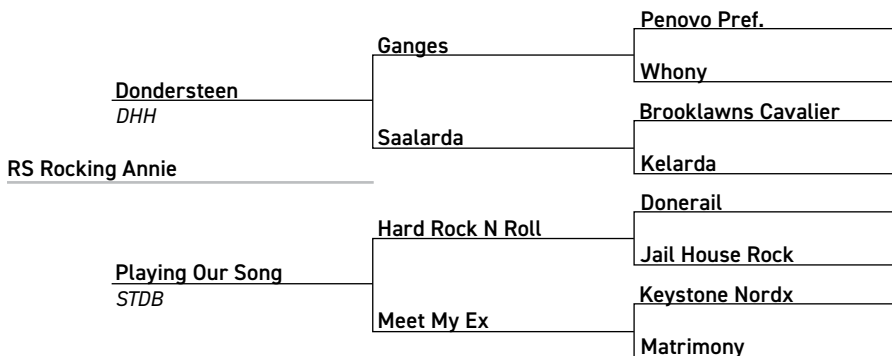 Penovo Pref.
Ganges
Whony
Dondersteen
DHH
Brooklawns Cavalier
Saalarda
Kelarda
RS Rocking Annie
Donerail
Hard Rock N Roll
Jail House Rock
Playing Our Song
STDB
Keystone Nordx
Meet My Ex
Matrimony